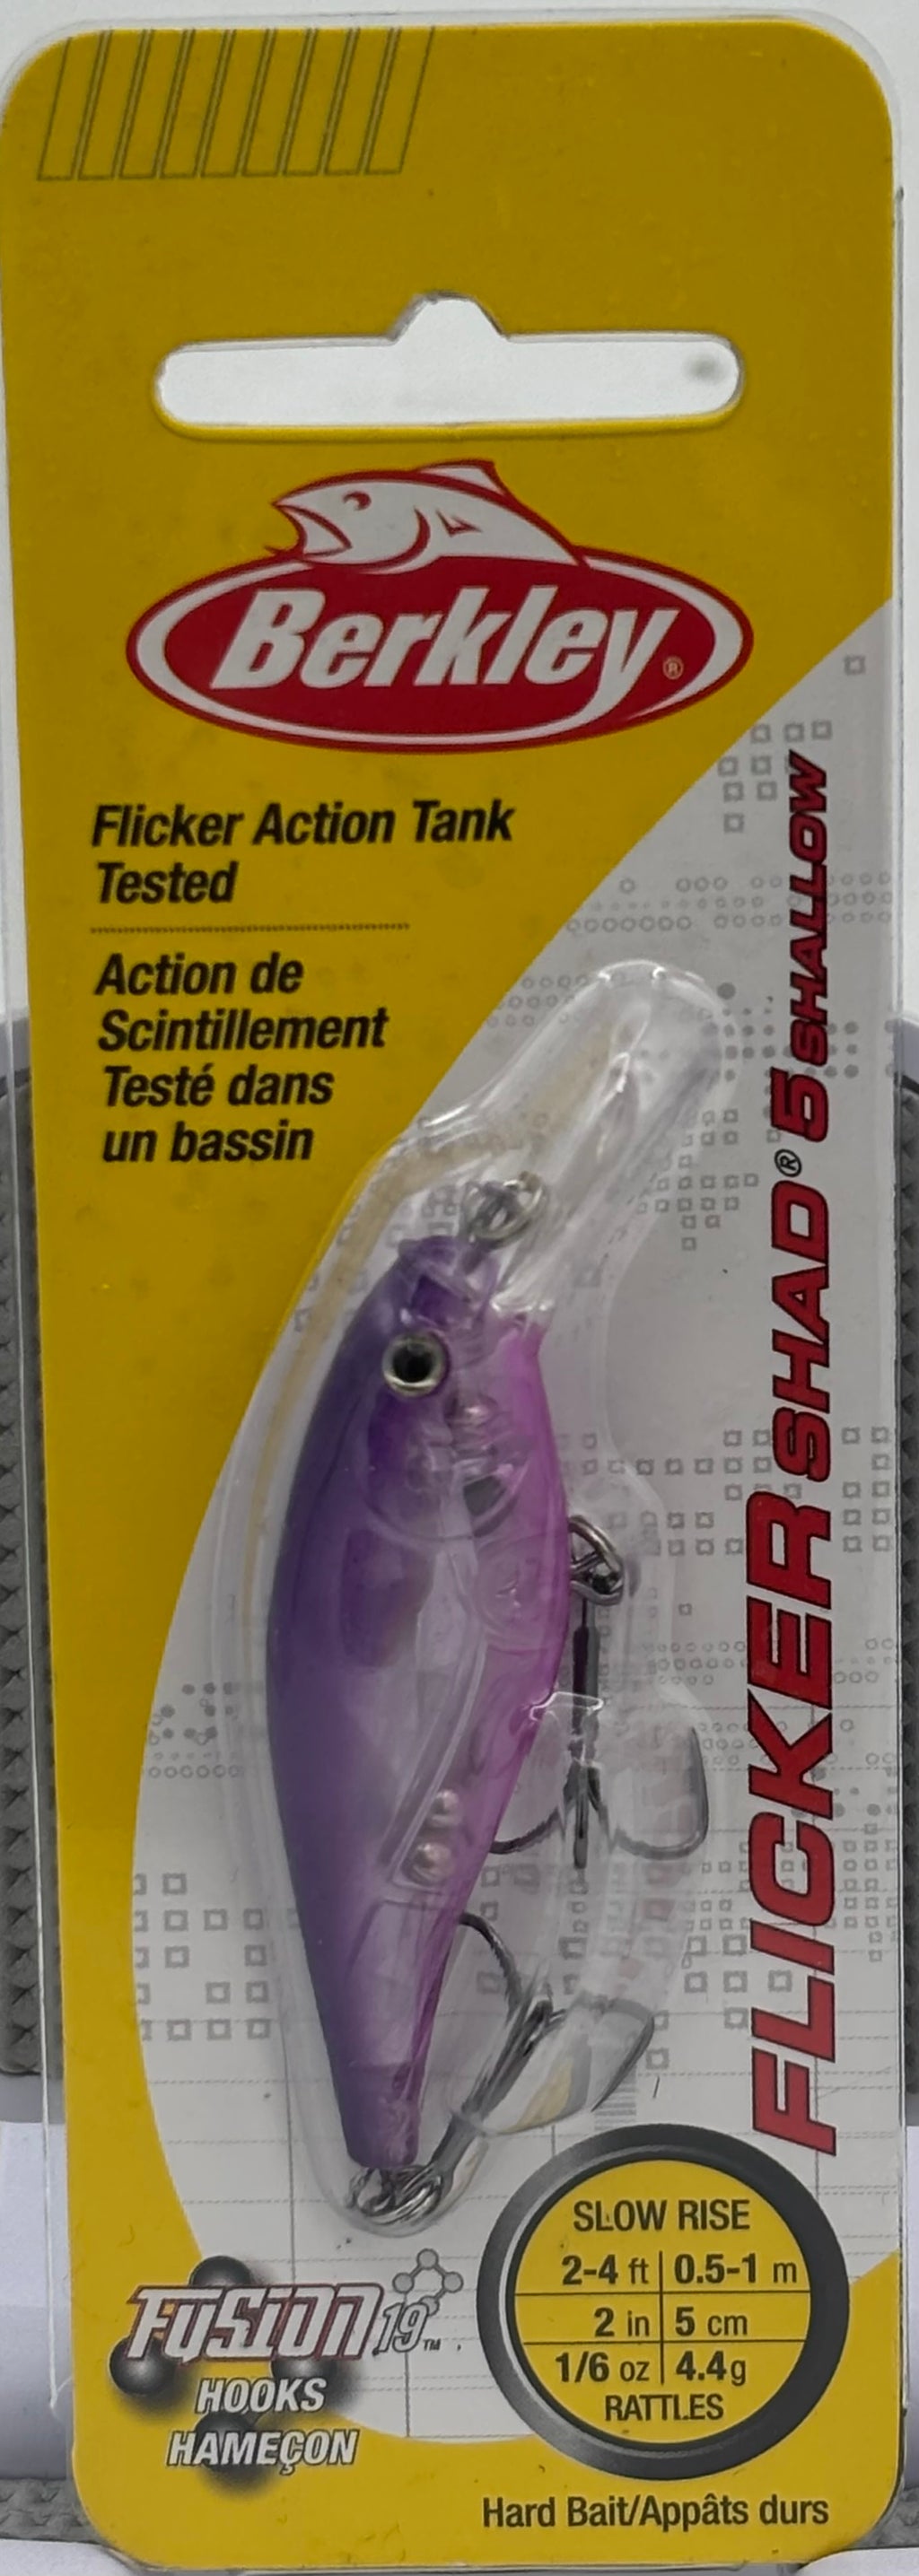 Berkley®
Flicker Action Tank
Tested
Action de
Scintillement
Testé dans
un bassin
FLICKER SHAD® 5 SHALLOW
SLOW RISE
2-4 ft | 0.5-1 m
2 in | 5 cm
1/6 oz | 4.4g
RATTLES
Fusion19™
HOOKS
HAMEÇON
Hard Bait/Appâts durs